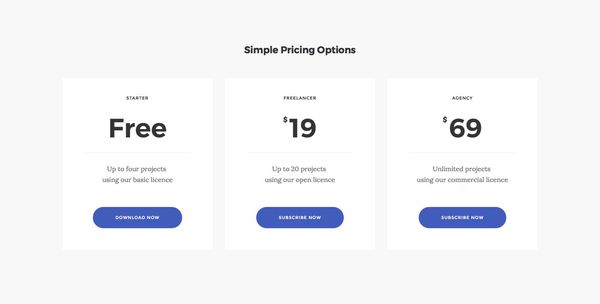 Simple Pricing Options
STARTER
Free
Up to four projects
using our basic licence
DOWNLOAD NOW
FREELANCER
$19
Up to 20 projects
using our open licence
SUBSCRIBE NOW
AGENCY
$69
Unlimited projects
using our commercial licence
SUBSCRIBE NOW